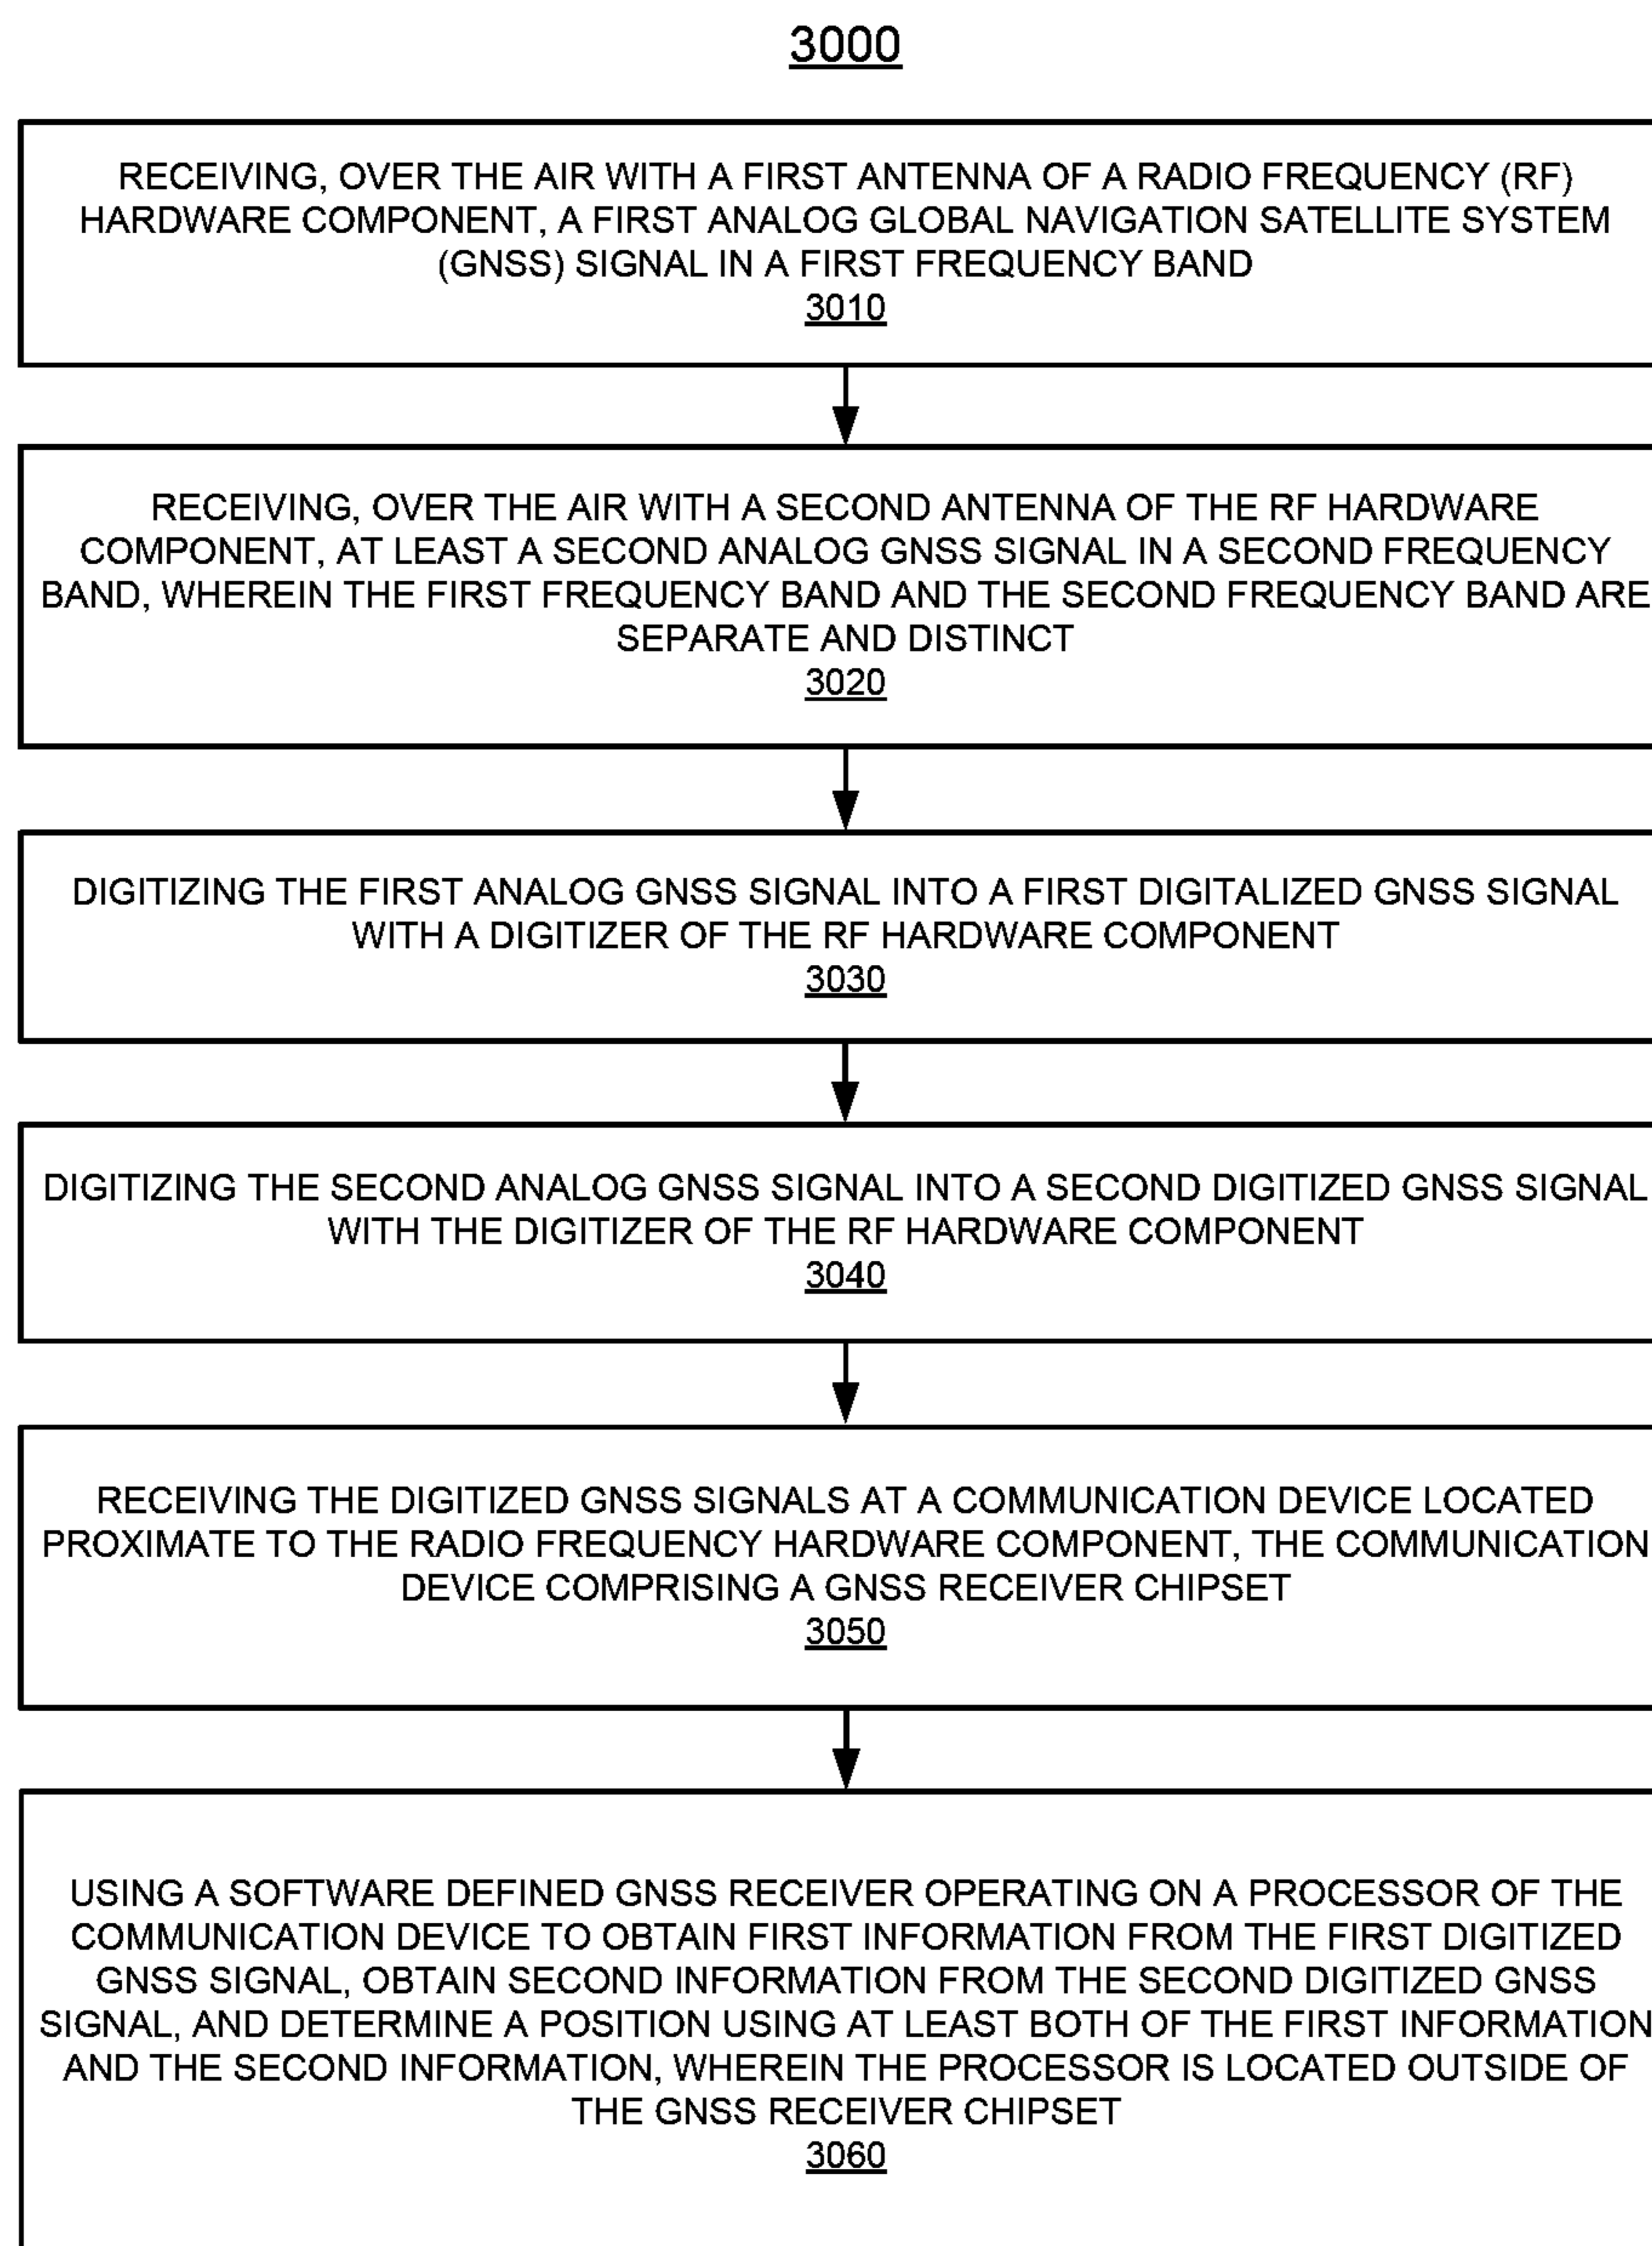 3000
RECEIVING, OVER THE AIR WITH A FIRST ANTENNA OF A RADIO FREQUENCY (RF)
HARDWARE COMPONENT, A FIRST ANALOG GLOBAL NAVIGATION SATELLITE SYSTEM
(GNSS) SIGNAL IN A FIRST FREQUENCY BAND
3010
RECEIVING, OVER THE AIR WITH A SECOND ANTENNA OF THE RF HARDWARE
COMPONENT, AT LEAST A SECOND ANALOG GNSS SIGNAL IN A SECOND FREQUENCY
BAND, WHEREIN THE FIRST FREQUENCY BAND AND THE SECOND FREQUENCY BAND ARE
SEPARATE AND DISTINCT
3020
DIGITIZING THE FIRST ANALOG GNSS SIGNAL INTO A FIRST DIGITALIZED GNSS SIGNAL
WITH A DIGITIZER OF THE RF HARDWARE COMPONENT
3030
DIGITIZING THE SECOND ANALOG GNSS SIGNAL INTO A SECOND DIGITIZED GNSS SIGNAL
WITH THE DIGITIZER OF THE RF HARDWARE COMPONENT
3040
RECEIVING THE DIGITIZED GNSS SIGNALS AT A COMMUNICATION DEVICE LOCATED
PROXIMATE TO THE RADIO FREQUENCY HARDWARE COMPONENT, THE COMMUNICATION
DEVICE COMPRISING A GNSS RECEIVER CHIPSET
3050
USING A SOFTWARE DEFINED GNSS RECEIVER OPERATING ON A PROCESSOR OF THE
COMMUNICATION DEVICE TO OBTAIN FIRST INFORMATION FROM THE FIRST DIGITIZED
GNSS SIGNAL, OBTAIN SECOND INFORMATION FROM THE SECOND DIGITIZED GNSS
SIGNAL, AND DETERMINE A POSITION USING AT LEAST BOTH OF THE FIRST INFORMATION
AND THE SECOND INFORMATION, WHEREIN THE PROCESSOR IS LOCATED OUTSIDE OF
THE GNSS RECEIVER CHIPSET
3060